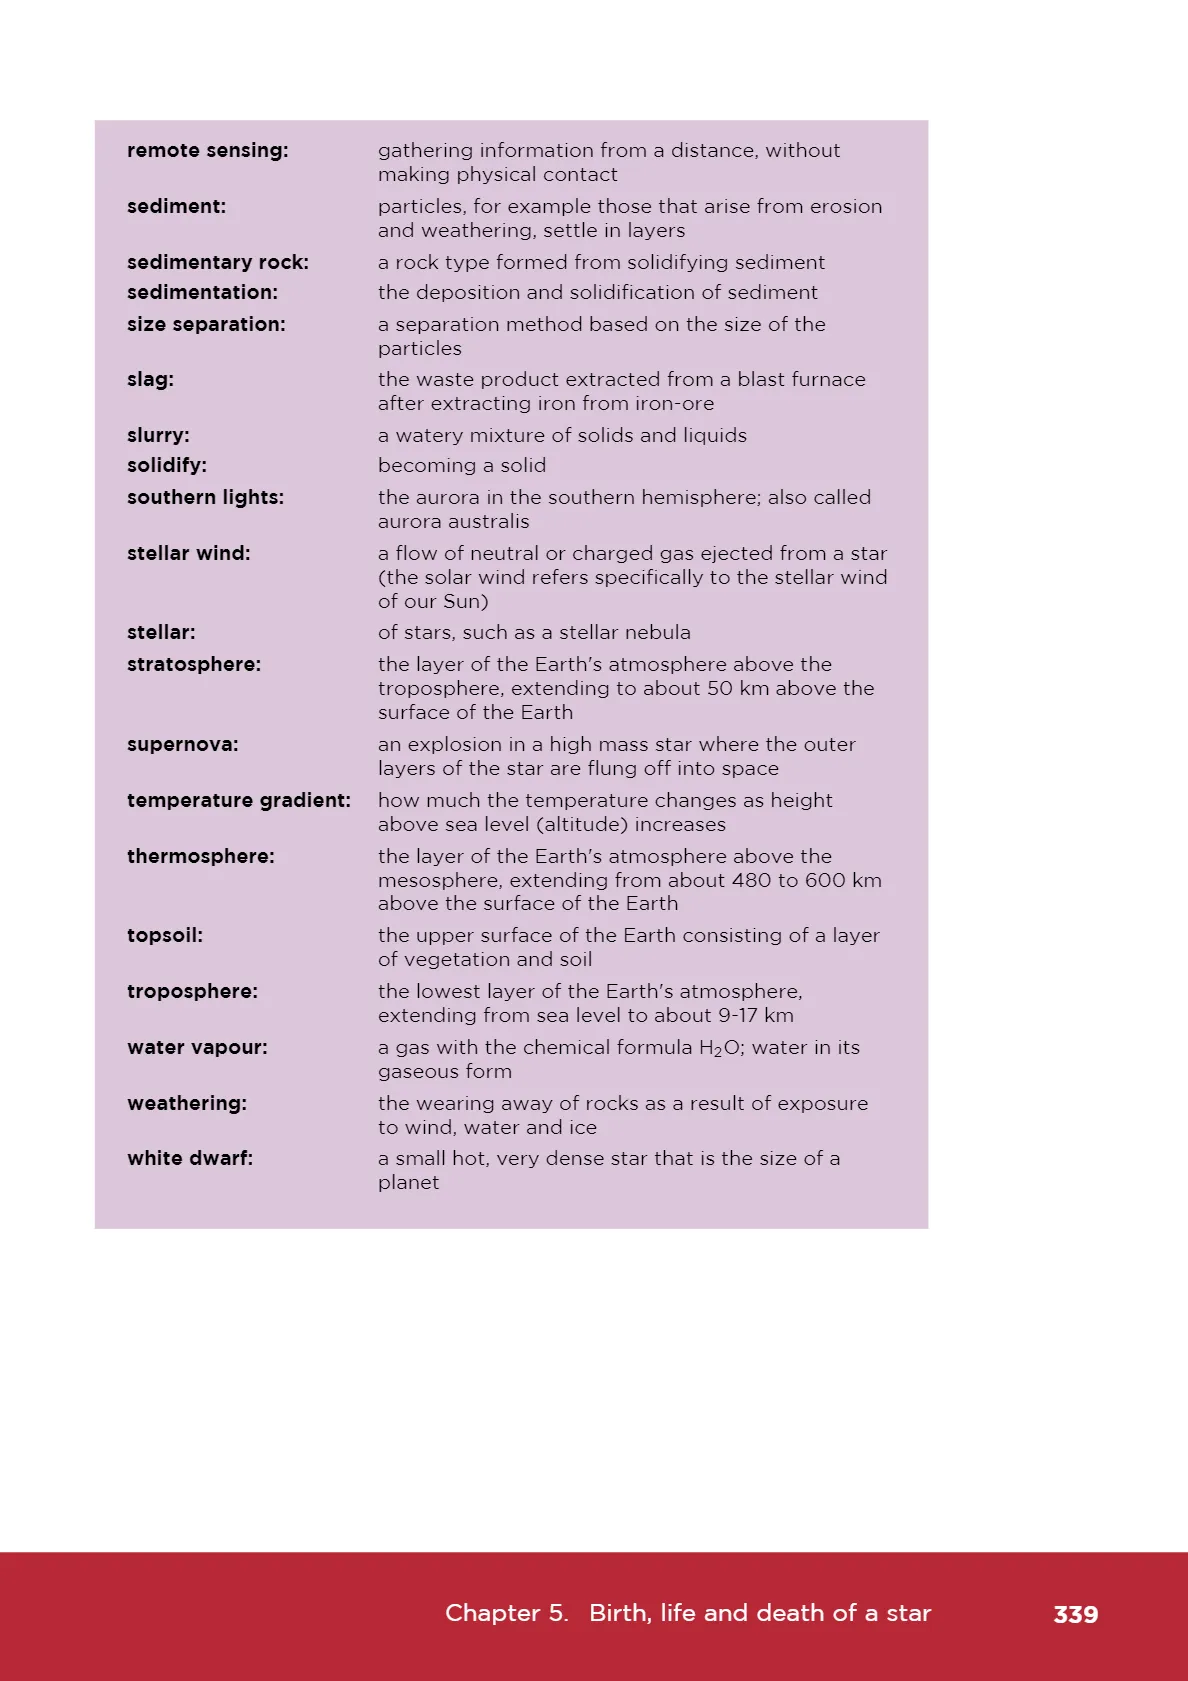 remote sensing: gathering information from a distance, without
making physical contact
sediment: particles, for example those that arise from erosion
and weathering, settle in layers
sedimentary rock: a rock type formed from solidifying sediment
sedimentation: the deposition and solidification of sediment
size separation: a separation method based on the size of the
particles
slag: the waste product extracted from a blast furnace
after extracting iron from iron-ore
slurry: a watery mixture of solids and liquids
solidify: becoming a solid
southern lights: the aurora in the southern hemisphere; also called
aurora australis
stellar wind: a flow of neutral or charged gas ejected from a star
(the solar wind refers specifically to the stellar wind
of our Sun)
stellar: of stars, such as a stellar nebula
stratosphere: the layer of the Earth's atmosphere above the
troposphere, extending to about 50 km above the
surface of the Earth
supernova: an explosion in a high mass star where the outer
layers of the star are flung off into space
temperature gradient: how much the temperature changes as height
above sea level (altitude) increases
thermosphere: the layer of the Earth's atmosphere above the
mesosphere, extending from about 480 to 600 km
above the surface of the Earth
topsoil: the upper surface of the Earth consisting of a layer
of vegetation and soil
troposphere: the lowest layer of the Earth's atmosphere,
extending from sea level to about 9-17 km
water vapour: a gas with the chemical formula H₂O; water in its
gaseous form
weathering: the wearing away of rocks as a result of exposure
to wind, water and ice
white dwarf: a small hot, very dense star that is the size of a
planet
Chapter 5. Birth, life and death of a star 339